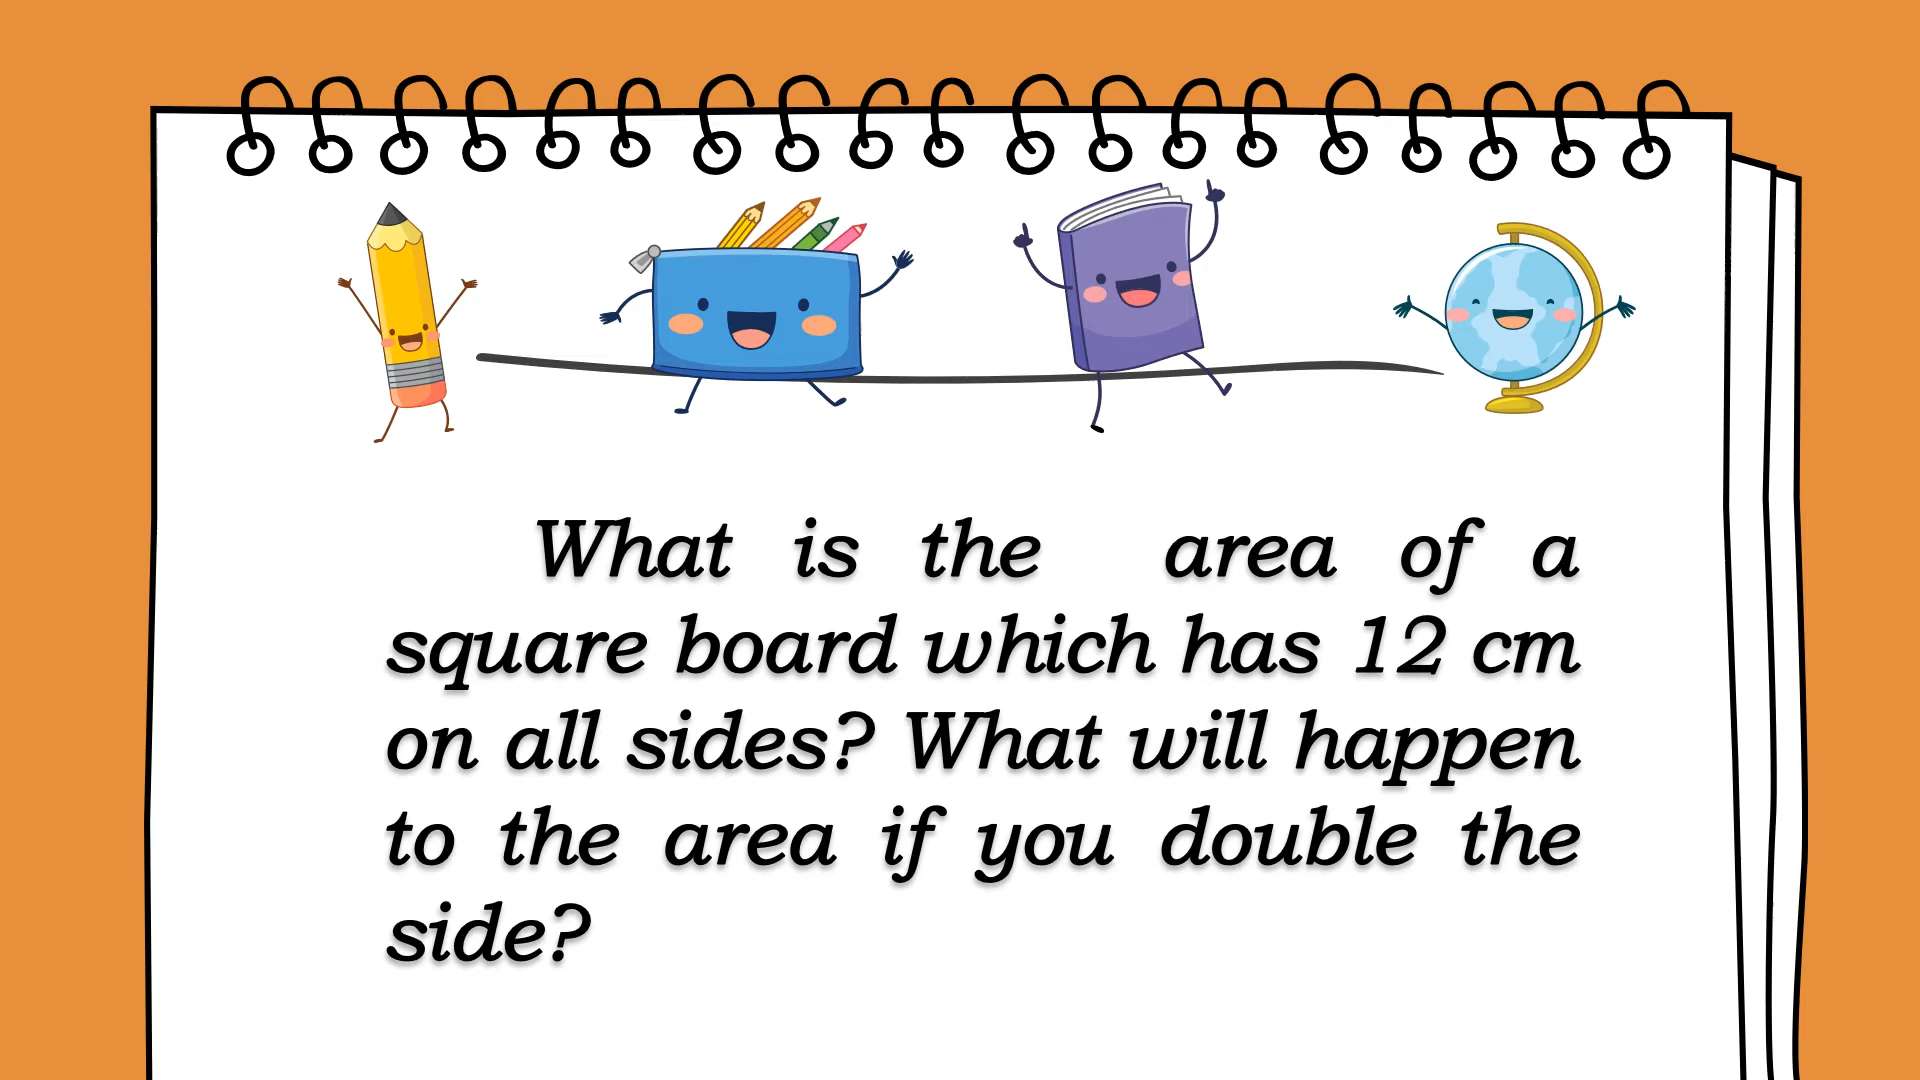 What is the area of a
square board which has 12 cm
on all sides? What will happen
to the area if you double the
side?